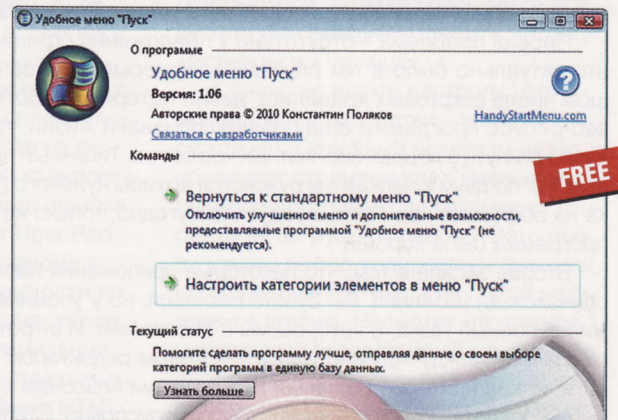 Удобное меню "Пуск"
О программе
Удобное меню "Пуск"
Версия: 1.06
Авторские права © 2010 Константин Поляков
HandyStartMenu.com
Связаться с разработчиками
FREE
Команды
Вернуться к стандартному меню "Пуск"
Отключить улучшенное меню и допонительные возможности,
предоставляемые программой "Удобное меню "Пуск" (не
рекомендуется).
Настроить категории элементов в меню "Пуск"
Текущий статус
Помогите сделать программу лучше, отправляя данные о своем выборе
категорий программ в единую базу данных.
Узнать больше